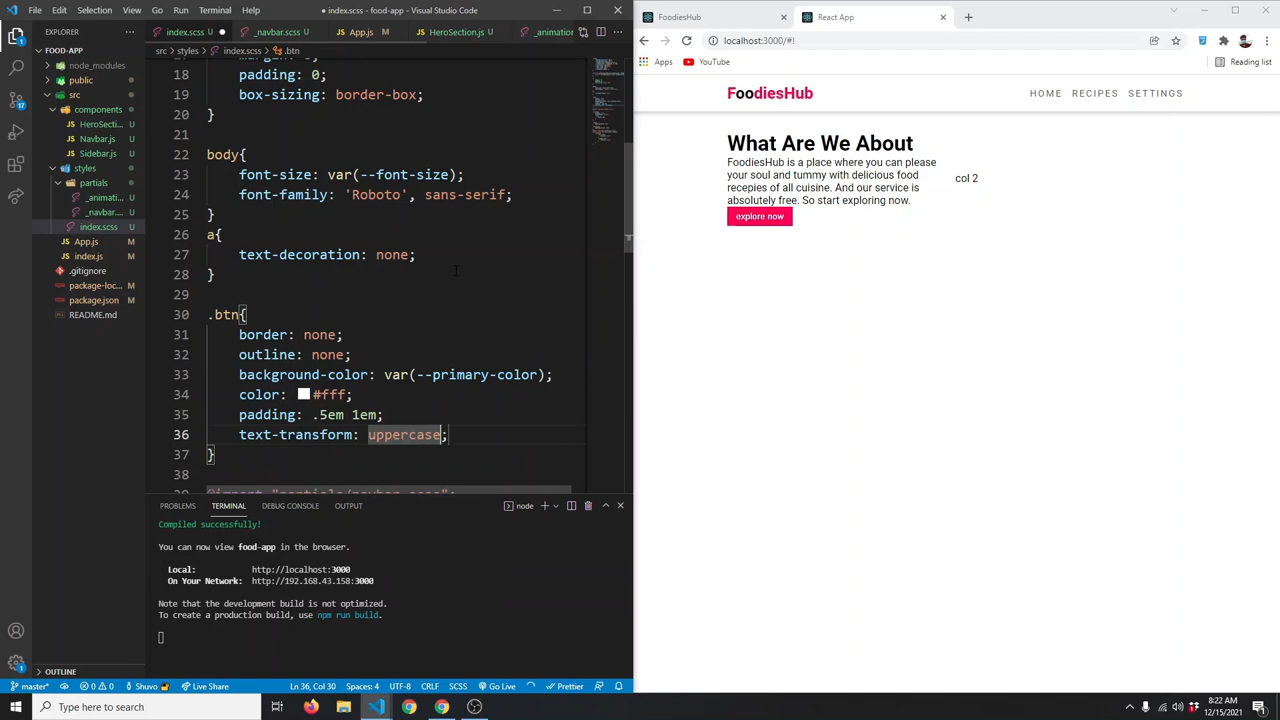 File Edit Selection View Go Run Terminal Help ● index.scss - food-app - Visual Studio Code
FoodiesHub
React App
EXPLORER
index.scss U
_navbar.scss U
App.js M
HeroSection.js U
_animation
localhost:3000/#!
FOOD-APP
src > styles > index.scss > .btn
Apps
YouTube
Reading list
node_modules
public
src
components
HeroSecti... U
Navbar.js U
Sidebar.js U
styles
partials
_animati... U
_navbar.... U
index.scss U
App.js M
index.js M
.gitignore
package-loc... M
package.json M
README.md
18 padding: 0;
19 box-sizing: border-box;
20 }
21
22 body{
23 font-size: var(--font-size);
24 font-family: 'Roboto', sans-serif;
25 }
26 a{
27 text-decoration: none;
28 }
29
30 .btn{
31 border: none;
32 outline: none;
33 background-color: var(--primary-color);
34 color: #fff;
35 padding: .5em 1em;
36 text-transform: uppercase;
37 }
38
FoodiesHub
HOME RECIPES SETTINGS
What Are We About
FoodiesHub is a place where you can please
your soul and tummy with delicious food
recepies of all cuisine. And our service is
absolutely free. So start exploring now.
explore now
col 2
PROBLEMS TERMINAL DEBUG CONSOLE OUTPUT
node
Compiled successfully!
You can now view food-app in the browser.
Local: http://localhost:3000
On Your Network: http://192.168.43.158:3000
Note that the development build is not optimized.
To create a production build, use npm run build.
OUTLINE
master* 0 0 Shuvo Live Share
Ln 36, Col 30 Spaces: 4 UTF-8 CRLF SCSS Go Live Prettier
Type here to search
8:22 AM
12/15/2021